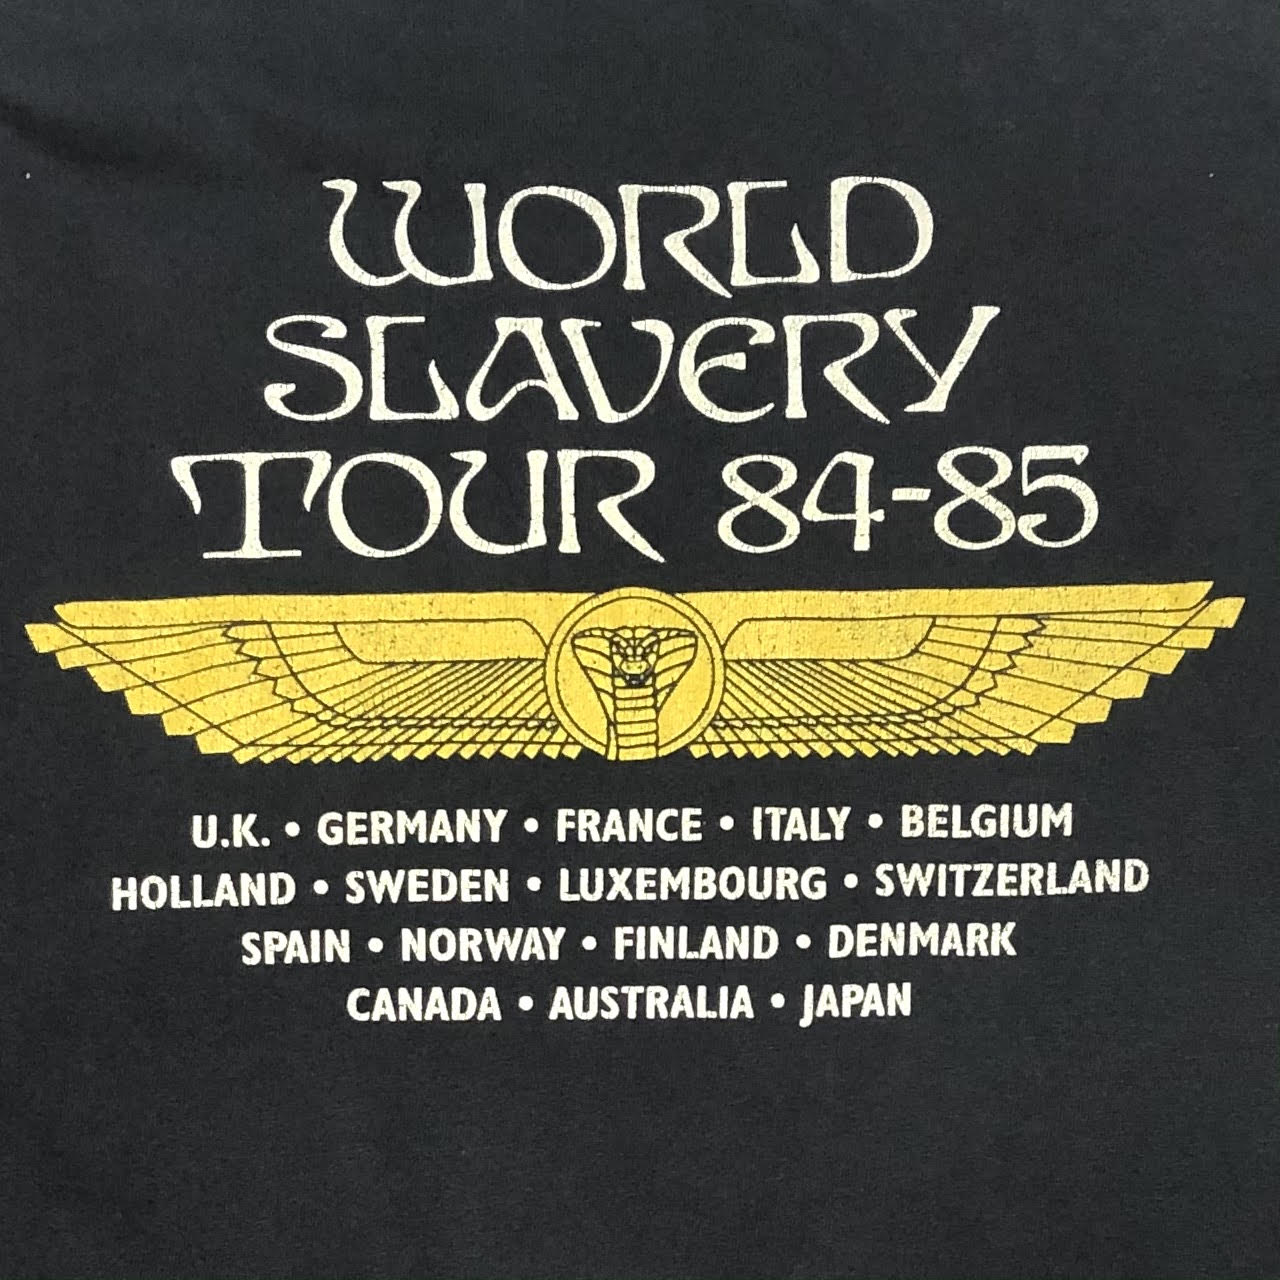 WORLD
SLAVERY
TOUR 84-85
U.K. • GERMANY • FRANCE • ITALY • BELGIUM
HOLLAND • SWEDEN • LUXEMBOURG • SWITZERLAND
SPAIN • NORWAY • FINLAND • DENMARK
CANADA • AUSTRALIA • JAPAN